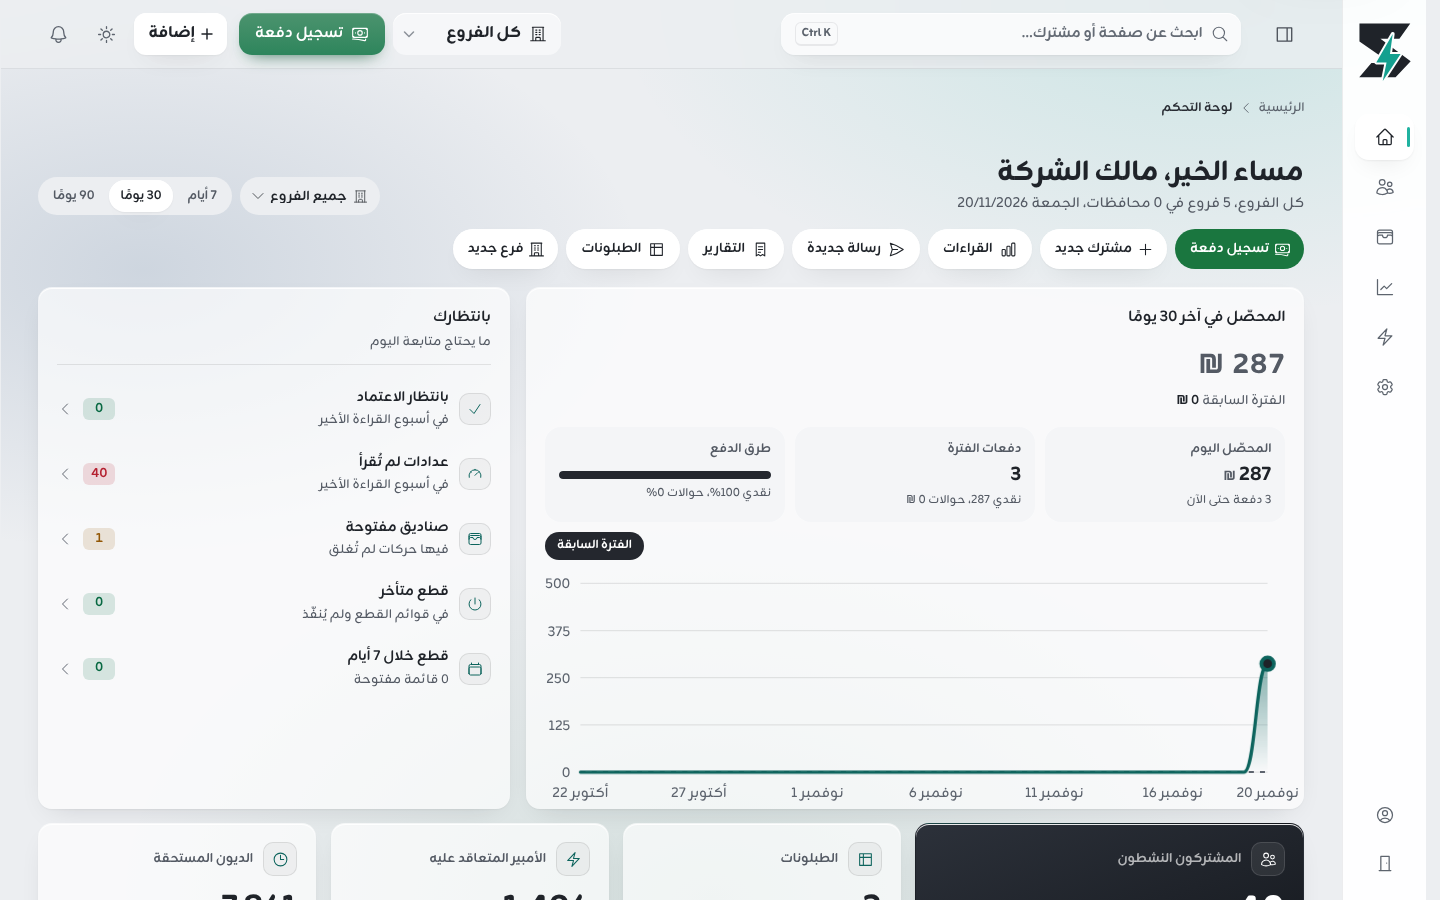 ابحث عن صفحة أو مشترك...
Ctrl K
كل الفروع
تسجيل دفعة
إضافة
الرئيسية
لوحة التحكم
مساء الخير، مالك الشركة
كل الفروع، 5 فروع في 0 محافظات، الجمعة 20/11/2026
جميع الفروع
7 أيام
30 يومًا
90 يومًا
تسجيل دفعة
مشترك جديد
القراءات
رسالة جديدة
التقارير
الطبلونات
فرع جديد
المحصّل في آخر 30 يومًا
287 ₪
الفترة السابقة 0 ₪
المحصّل اليوم
287 ₪
3 دفعة حتى الآن
دفعات الفترة
3
نقدي 287، حوالات 0 ₪
طرق الدفع
نقدي 100%، حوالات 0%
الفترة السابقة
500
375
250
125
0
22 أكتوبر
27 أكتوبر
1 نوفمبر
6 نوفمبر
11 نوفمبر
16 نوفمبر
20 نوفمبر
بانتظارك
ما يحتاج متابعة اليوم
بانتظار الاعتماد
في أسبوع القراءة الأخير
0
عدادات لم تُقرأ
في أسبوع القراءة الأخير
40
صناديق مفتوحة
فيها حركات لم تُغلق
1
قطع متأخر
في قوائم القطع ولم يُنفّذ
0
قطع خلال 7 أيام
0 قائمة مفتوحة
0
المشتركون النشطون
الطبلونات
الأمبير المتعاقد عليه
الديون المستحقة